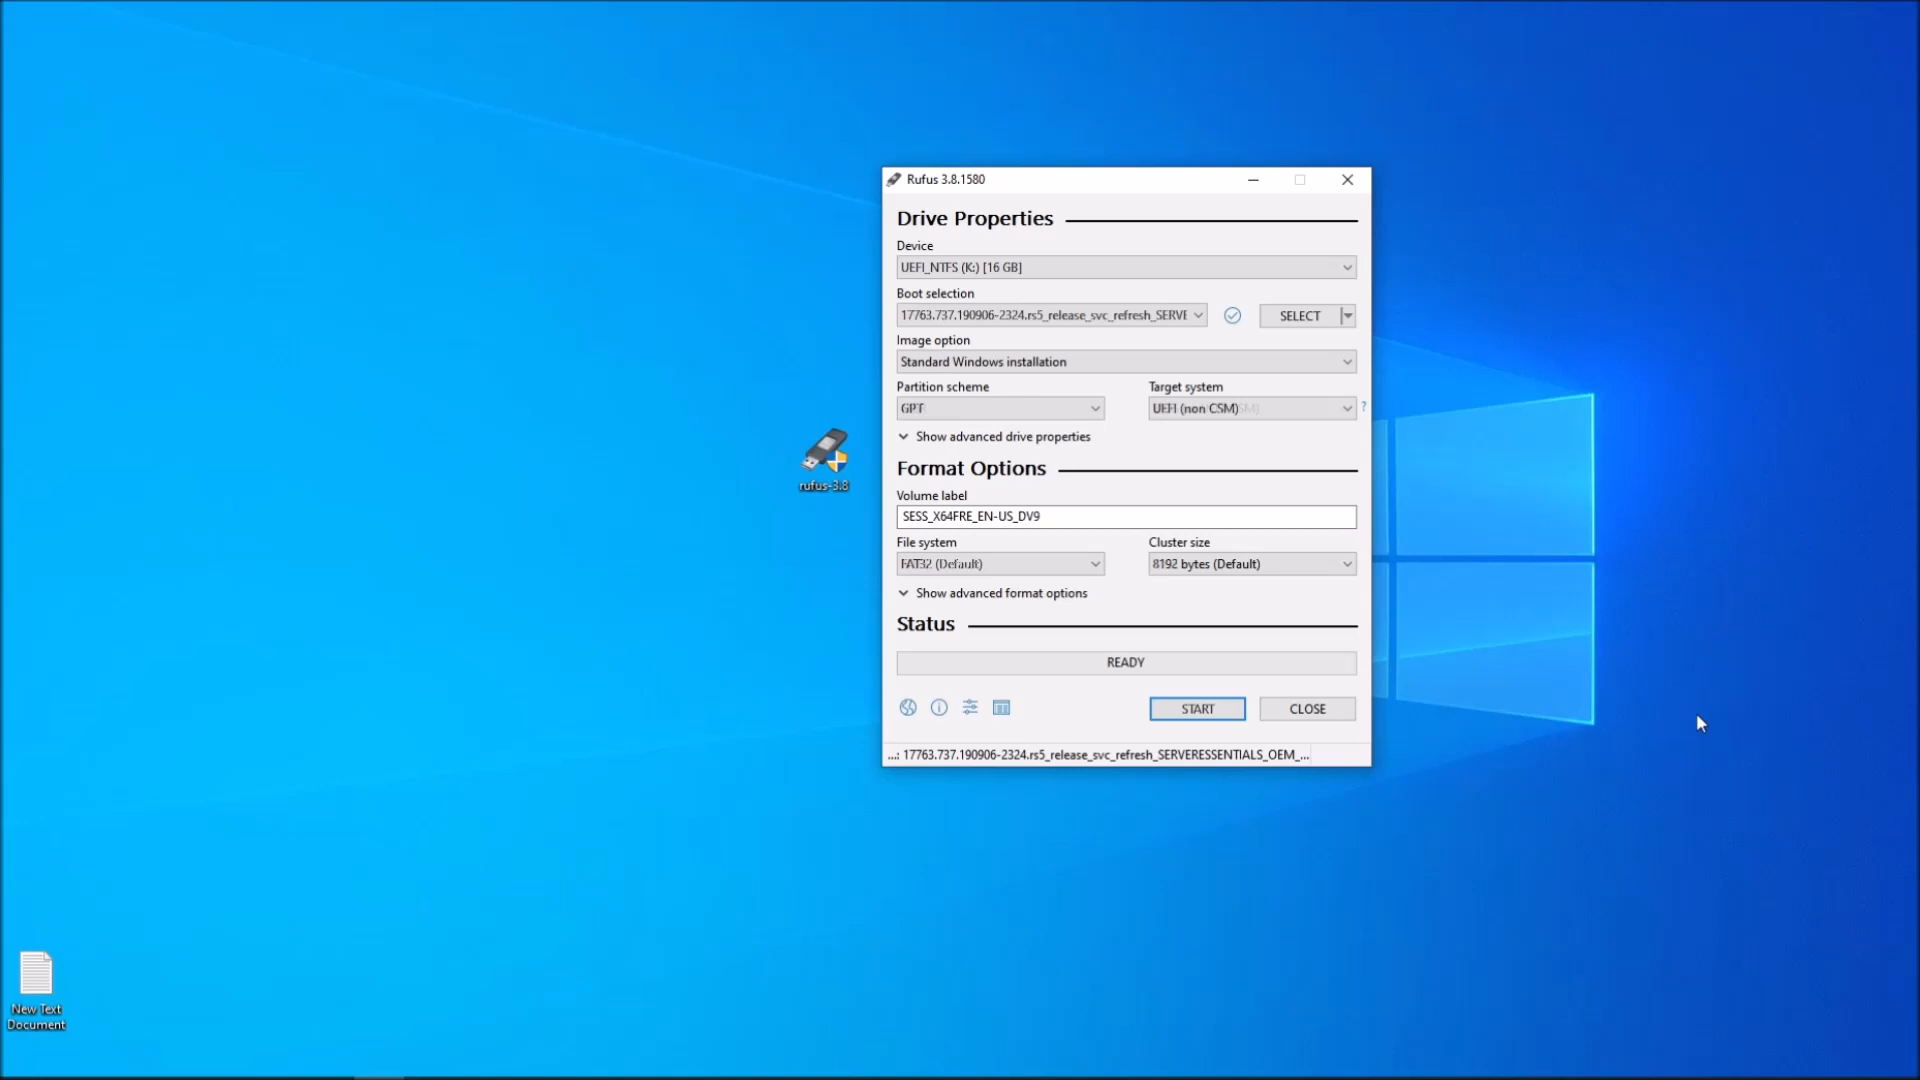 Rufus 3.8.1580
Drive Properties
Device
UEFI_NTFS (K:) [16 GB]
Boot selection
17763.737.190906-2324.rs5_release_svc_refresh_SERVE
SELECT
Image option
Standard Windows installation
Partition scheme
Target system
GPT
UEFI (non CSM)
?
Show advanced drive properties
Format Options
Volume label
SESS_X64FRE_EN-US_DV9
File system
Cluster size
FAT32 (Default)
8192 bytes (Default)
Show advanced format options
Status
READY
START
CLOSE
...: 17763.737.190906-2324.rs5_release_svc_refresh_SERVERESSENTIALS_OEM_...
rufus-3.8
New Text
Document